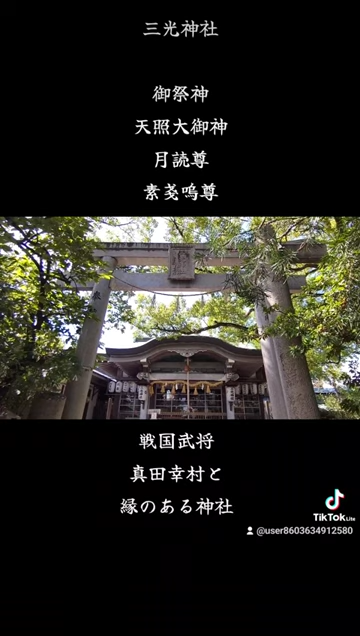 三光神社
御祭神
天照大御神
月読尊
素戔嗚尊
戦国武将
真田幸村と
縁のある神社
TikTok Lite
@user8603634912580